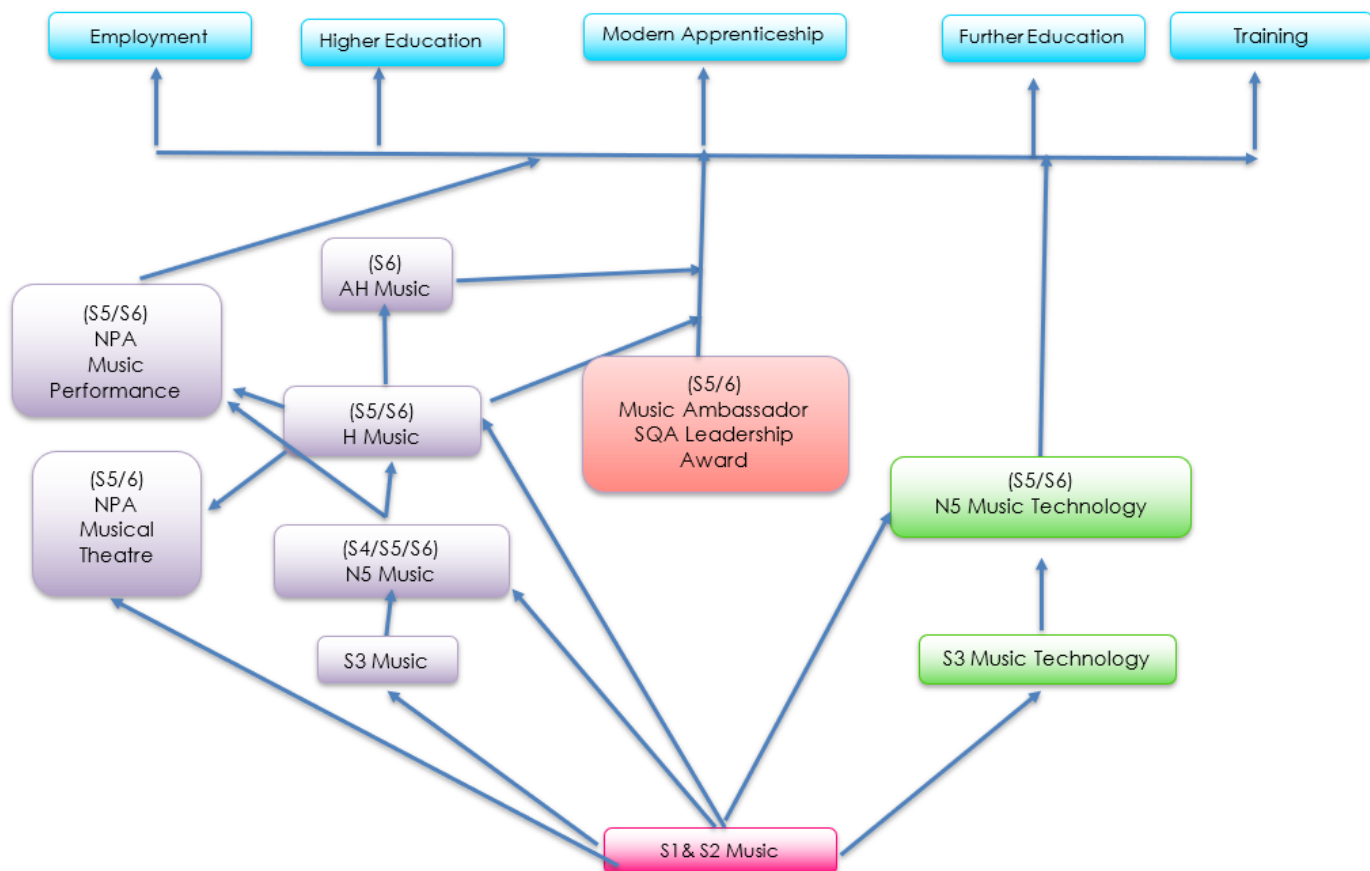 Employment
Higher Education
Modern Apprenticeship
Further Education
Training
(S6)
AH Music
(S5/S6)
NPA
Music
Performance
(S5/S6)
H Music
(S5/6)
Music Ambassador
SQA Leadership
Award
(S5/6)
NPA
Musical
Theatre
(S5/S6)
N5 Music Technology
(S4/S5/S6)
N5 Music
S3 Music
S3 Music Technology
S1& S2 Music